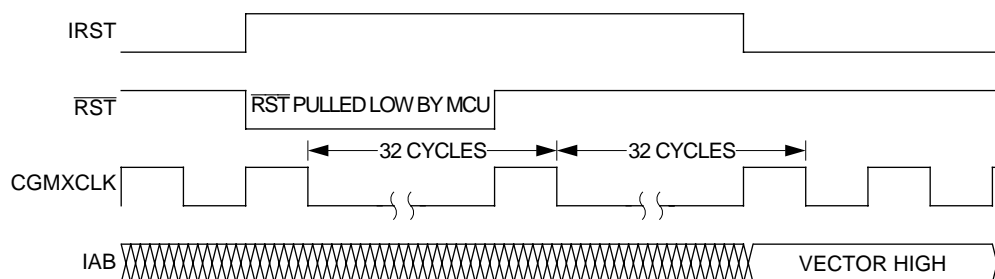 IRST
RST
RST PULLED LOW BY MCU
32 CYCLES
32 CYCLES
CGMXCLK
IAB
VECTOR HIGH